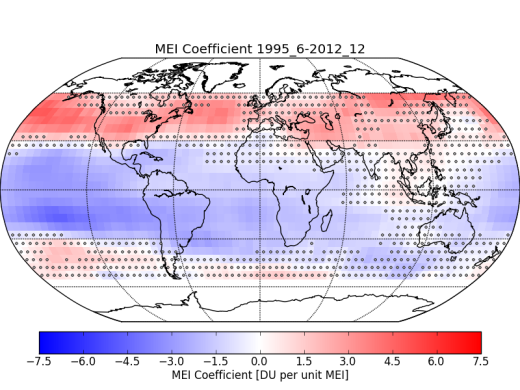 MEI Coefficient 1995_6-2012_12
−7.5 −6.0 −4.5 −3.0 −1.5 0.0 1.5 3.0 4.5 6.0 7.5
MEI Coefficient [DU per unit MEI]